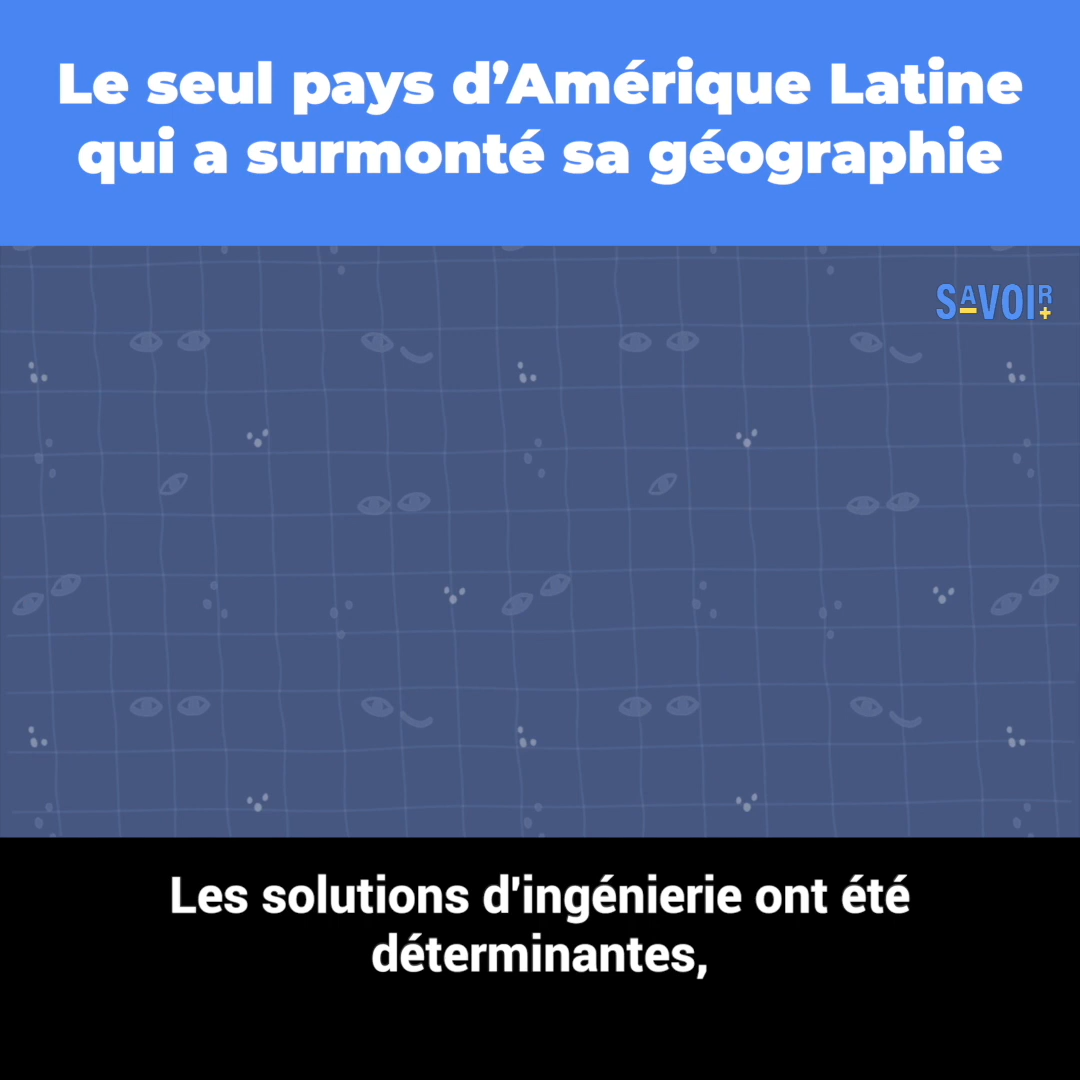 Le seul pays d’Amérique Latine
qui a surmonté sa géographie
SAVOIR+
Les solutions d'ingénierie ont été
déterminantes,